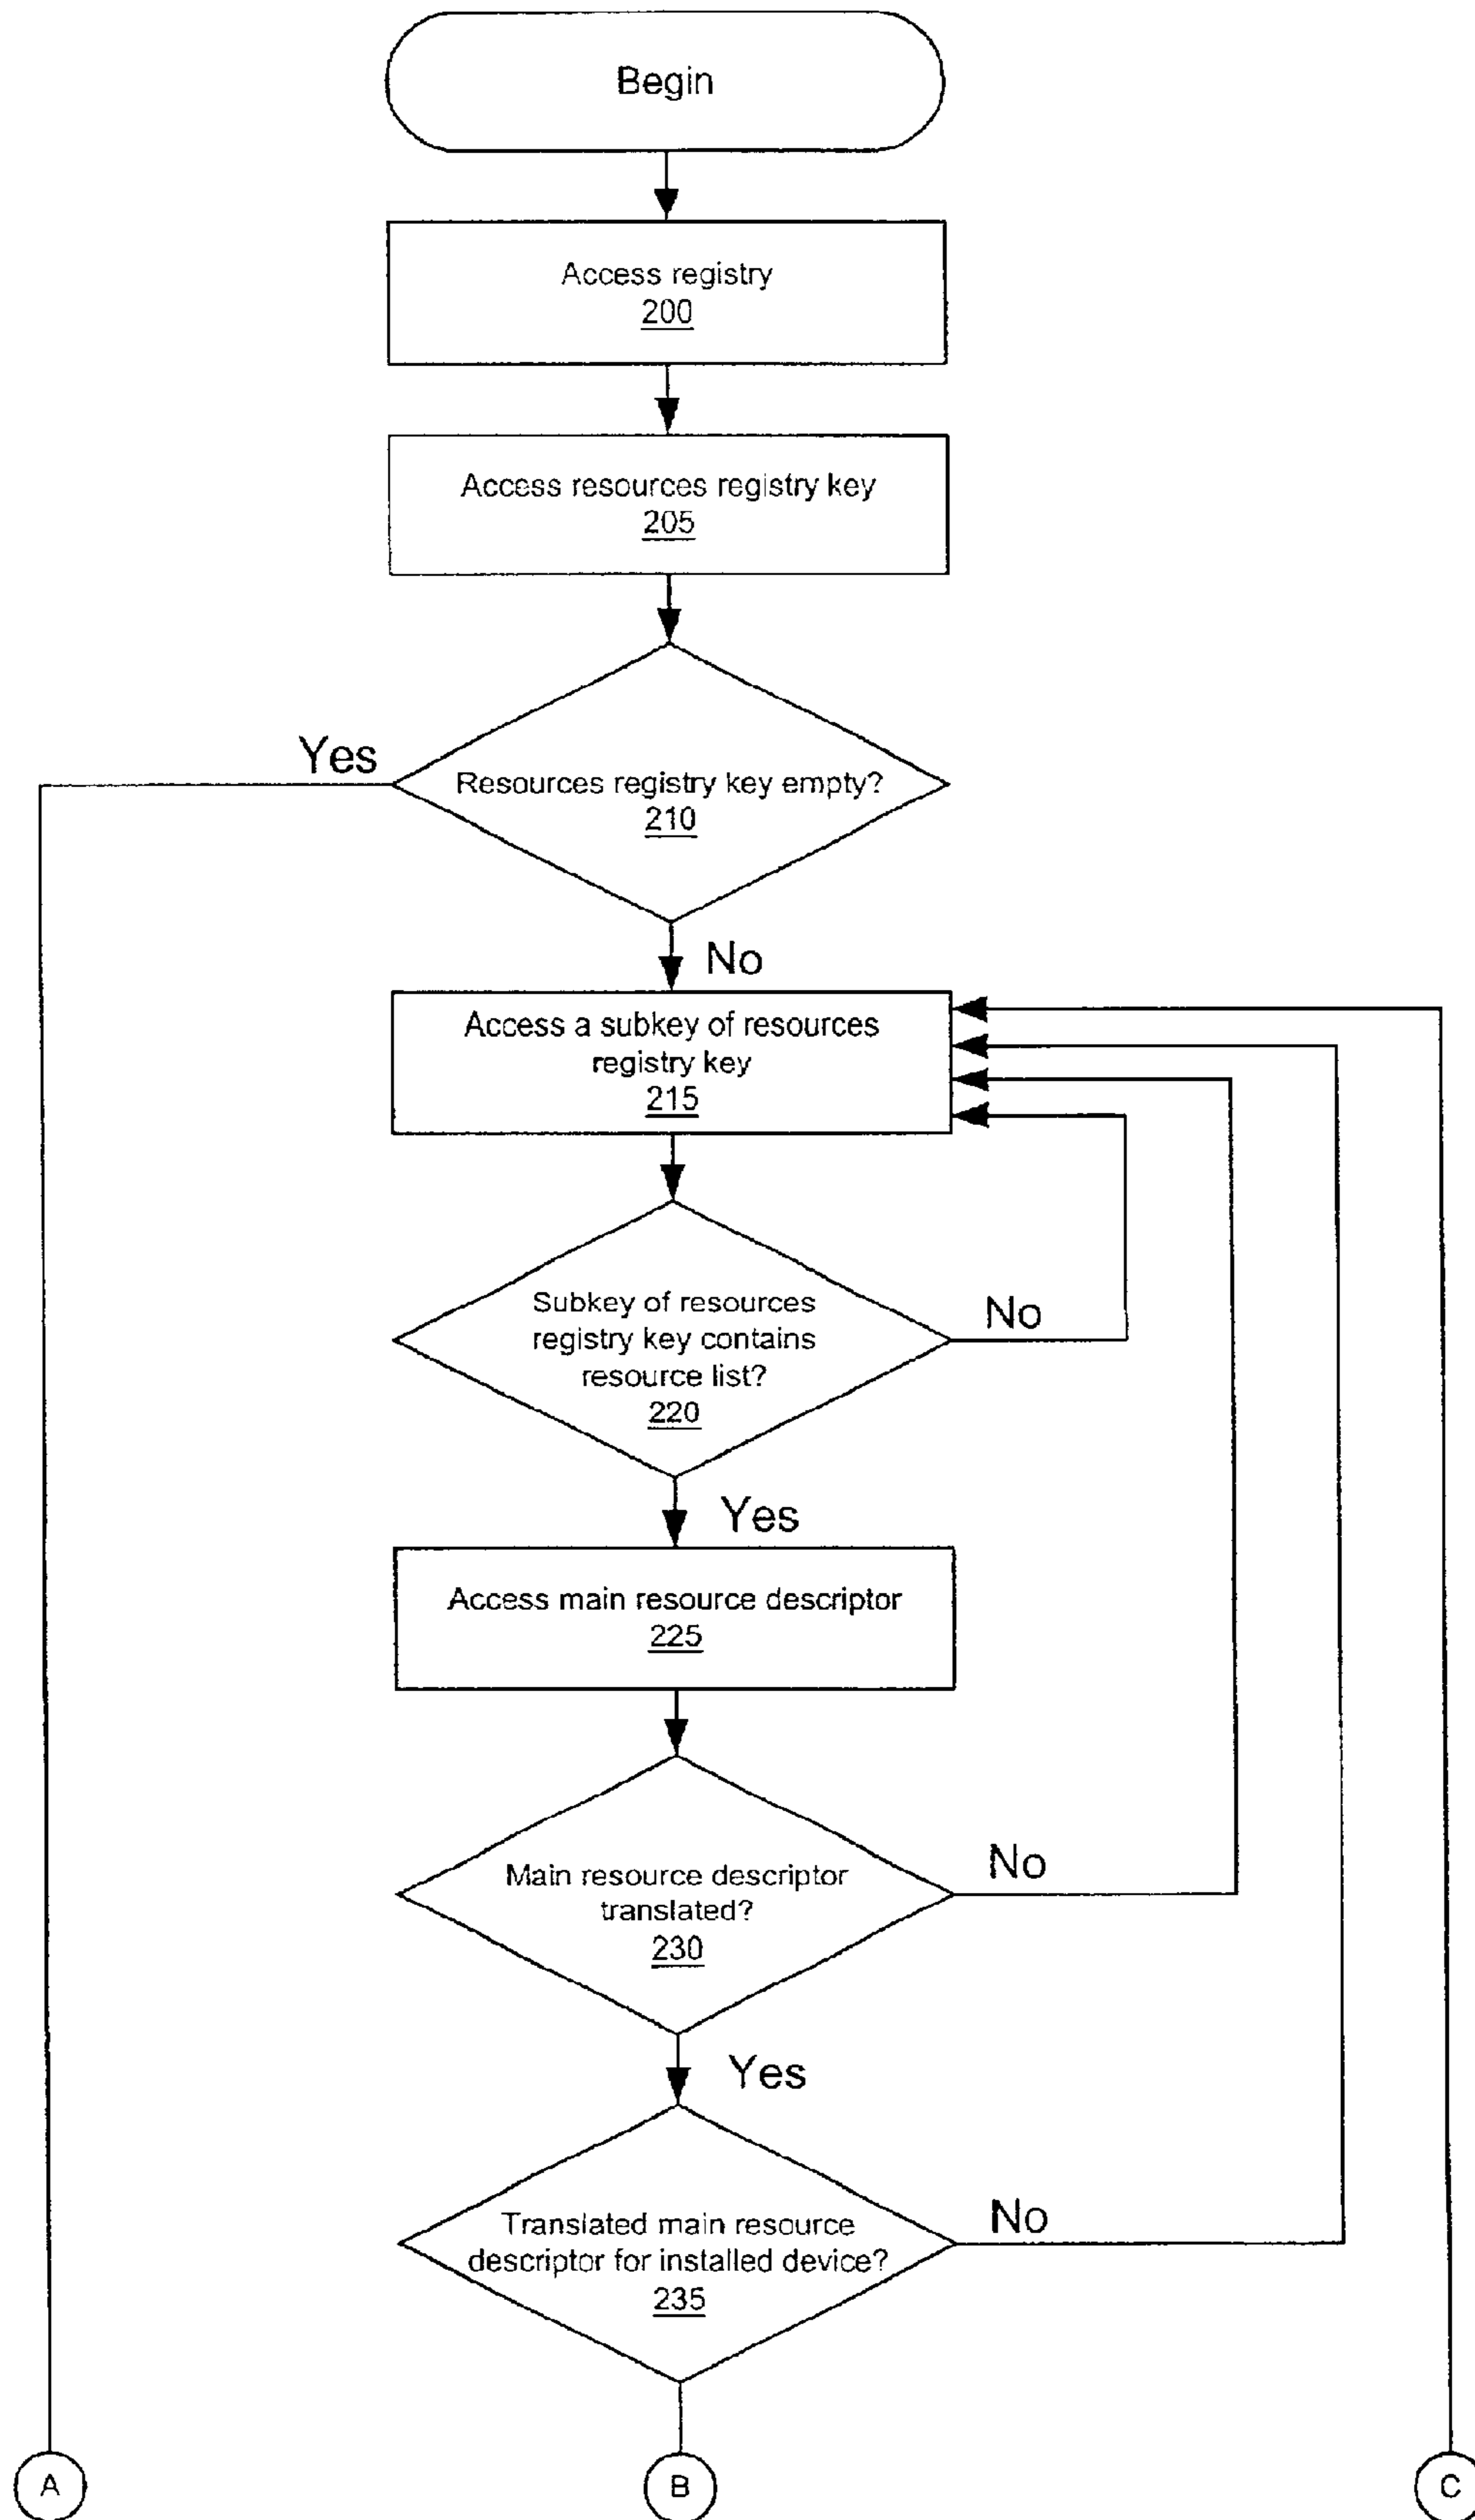 Begin
Access registry
200
Access resources registry key
205
Yes
Resources registry key empty?
210
No
Access a subkey of resources
registry key
215
Subkey of resources
registry key contains
resource list?
220
No
Yes
Access main resource descriptor
225
Main resource descriptor
translated?
230
No
Yes
Translated main resource
descriptor for installed device?
235
No
A
B
C